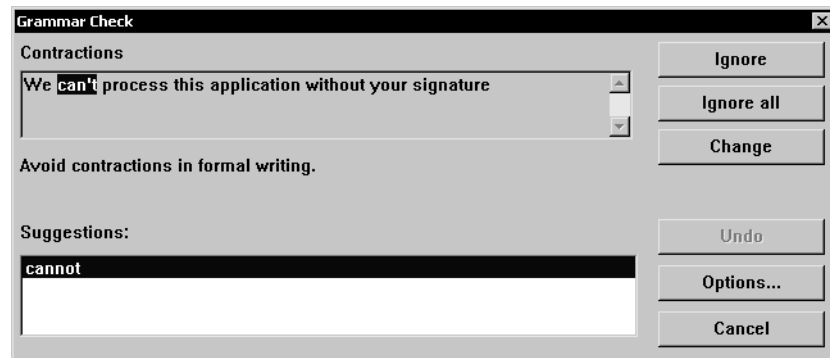 Grammar Check
Contractions
We can't process this application without your signature
Avoid contractions in formal writing.
Suggestions:
cannot
Ignore
Ignore all
Change
Undo
Options...
Cancel